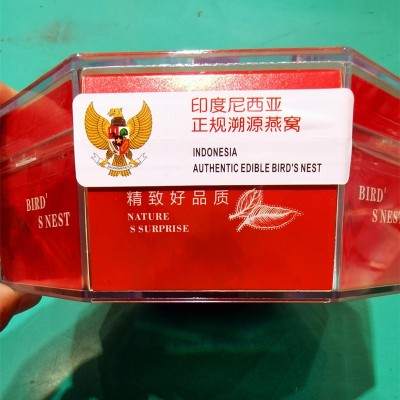 印度尼西亚
正规溯源燕窝
INDONESIA
AUTHENTIC EDIBLE BIRD'S NEST
精致好品质
NATURE
S SURPRISE
BIRD'
S NEST
BIRD'
S NEST